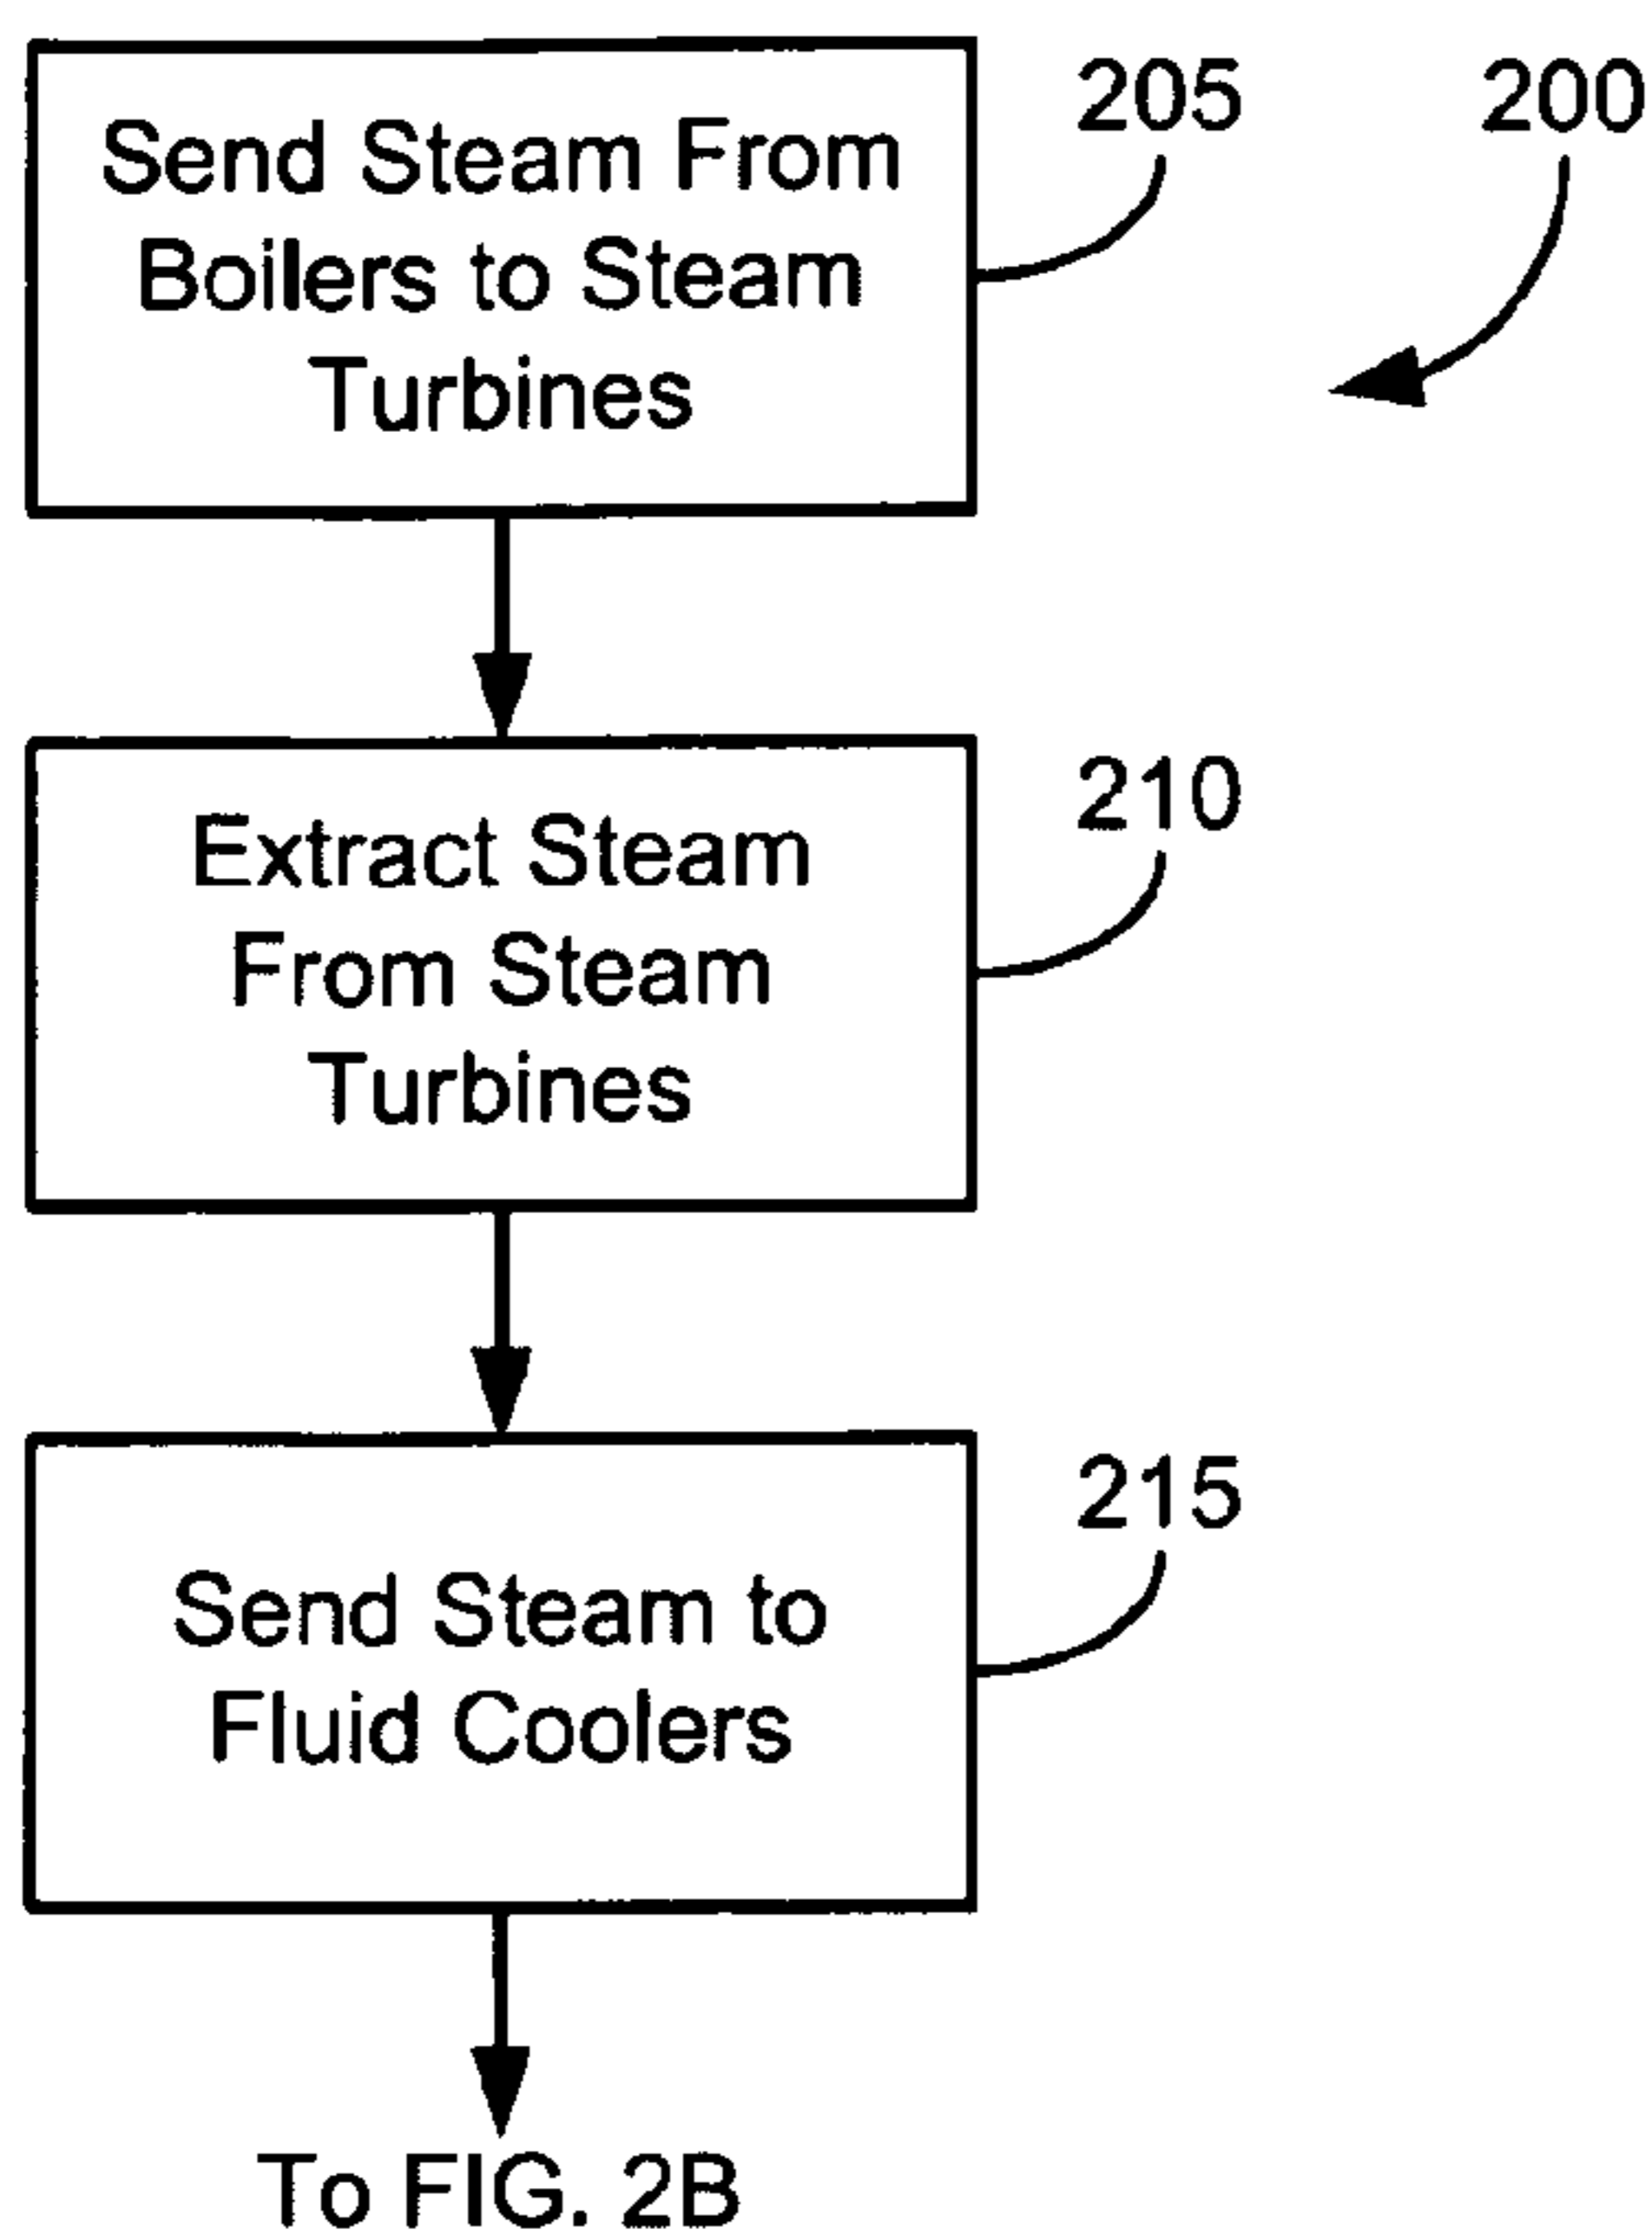 Send Steam From
Boilers to Steam
Turbines
205
200
Extract Steam
From Steam
Turbines
210
Send Steam to
Fluid Coolers
215
To FIG. 2B